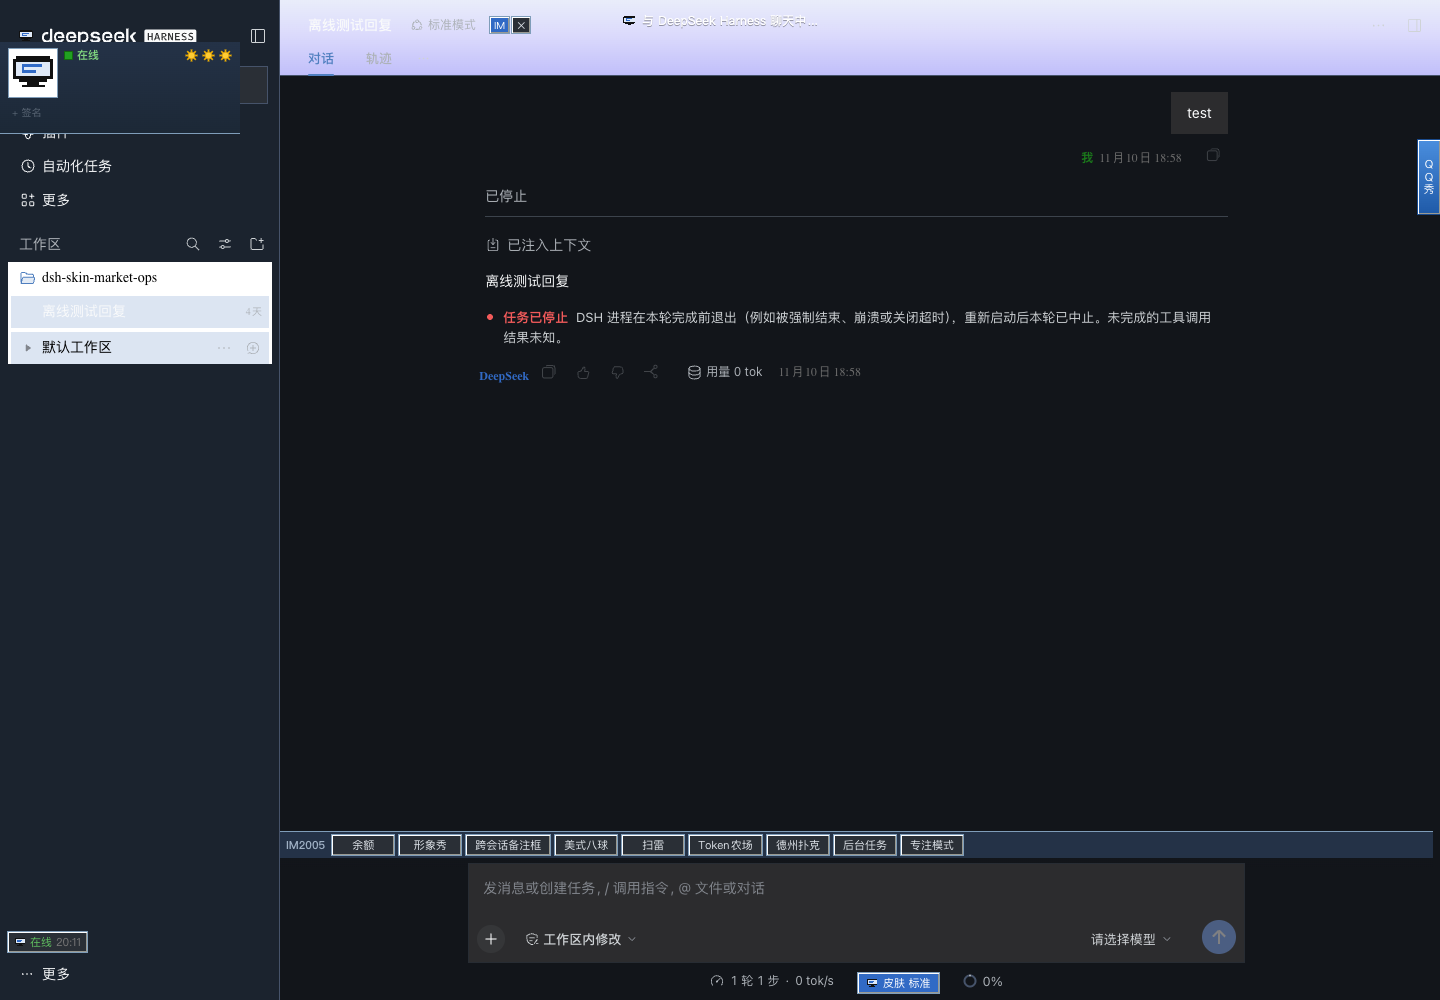 deepseek HARNESS
在线
+ 签名
插件
自动化任务
更多
工作区
dsh-skin-market-ops
离线测试回复 4天
默认工作区
在线 20:11
更多
离线测试回复 标准模式 IM ×
与 DeepSeek Harness 聊天中...
对话 轨迹
test
我 11月10日 18:58
QQ秀
已停止
已注入上下文
离线测试回复
任务已停止 DSH 进程在本轮完成前退出（例如被强制结束、崩溃或关闭超时），重新启动后本轮已中止。未完成的工具调用
结果未知。
DeepSeek 用量 0 tok 11月10日 18:58
IM2005 余额 形象秀 跨会话备注框 美式八球 扫雷 Token农场 德州扑克 后台任务 专注模式
发消息或创建任务, / 调用指令, @ 文件或对话
工作区内修改 请选择模型
1 轮 1 步 · 0 tok/s 皮肤 标准 0%